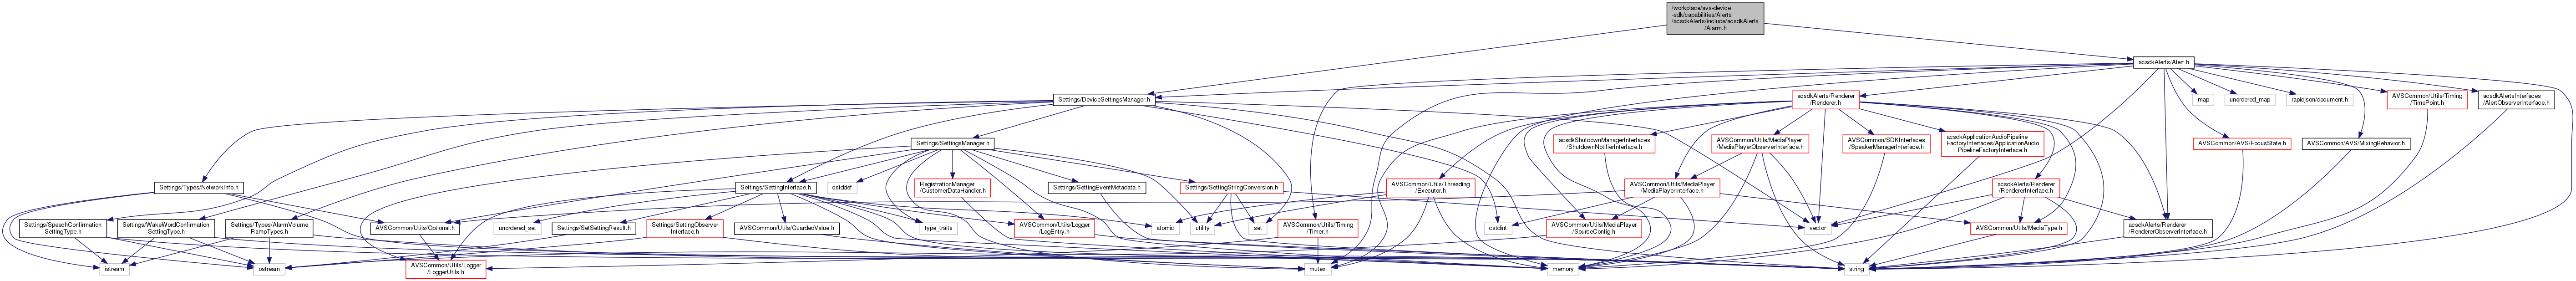 /workplace/avs-device
-sdk/capabilities/Alerts
/acsdkAlerts/include/acsdkAlerts
/Alarm.h
acsdkAlerts/Alert.h
Settings/DeviceSettingsManager.h
acsdkAlerts/Renderer
/Renderer.h
map
unordered_map
rapidjson/document.h
AVSCommon/Utils/Timing
/TimePoint.h
acsdkAlertsInterfaces
/AlertObserverInterface.h
Settings/SettingsManager.h
acsdkShutdownManagerInterfaces
/ShutdownNotifierInterface.h
AVSCommon/Utils/MediaPlayer
/MediaPlayerObserverInterface.h
AVSCommon/SDKInterfaces
/SpeakerManagerInterface.h
acsdkApplicationAudioPipeline
FactoryInterfaces/ApplicationAudio
PipelineFactoryInterface.h
AVSCommon/AVS/FocusState.h
AVSCommon/AVS/MixingBehavior.h
Settings/Types/NetworkInfo.h
Settings/SettingInterface.h
cstddef
RegistrationManager
/CustomerDataHandler.h
Settings/SettingEventMetadata.h
Settings/SettingStringConversion.h
AVSCommon/Utils/Threading
/Executor.h
AVSCommon/Utils/MediaPlayer
/MediaPlayerInterface.h
acsdkAlerts/Renderer
/RendererInterface.h
Settings/SpeechConfirmation
SettingType.h
Settings/WakeWordConfirmation
SettingType.h
Settings/Types/AlarmVolume
RampTypes.h
AVSCommon/Utils/Optional.h
unordered_set
Settings/SetSettingResult.h
Settings/SettingObserver
Interface.h
AVSCommon/Utils/GuardedValue.h
type_traits
AVSCommon/Utils/Logger
/LogEntry.h
atomic
utility
set
AVSCommon/Utils/Timing
/Timer.h
cstdint
AVSCommon/Utils/MediaPlayer
/SourceConfig.h
vector
AVSCommon/Utils/MediaType.h
acsdkAlerts/Renderer
/RendererObserverInterface.h
istream
ostream
AVSCommon/Utils/Logger
/LoggerUtils.h
mutex
memory
string